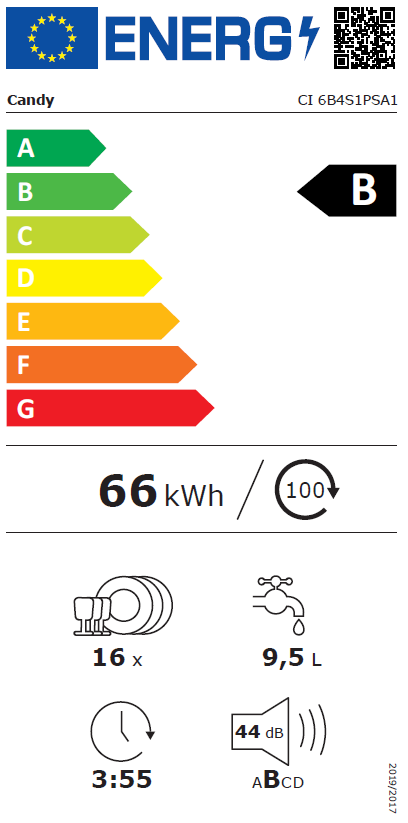 ENERG
Candy
CI 6B4S1PSA1
A
B
B
C
D
E
F
G
66 kWh / 100
16 x
9,5 L
3:55
44 dB
ABCD
2019/2017